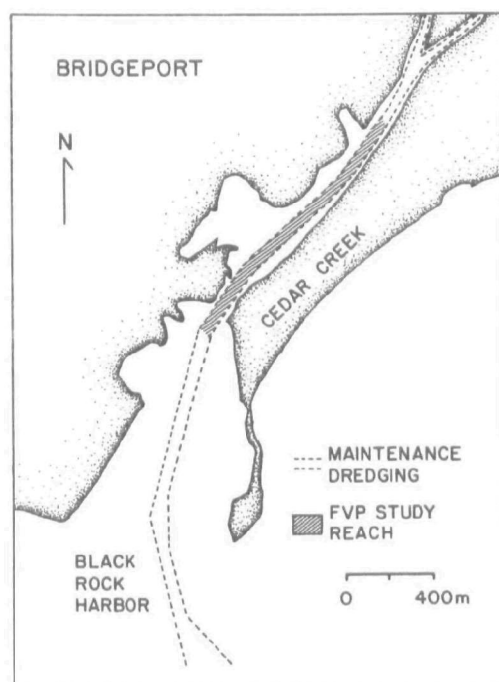 BRIDGEPORT
N
CEDAR CREEK
MAINTENANCE
DREDGING
FVP STUDY
REACH
BLACK
ROCK
HARBOR
0 400m